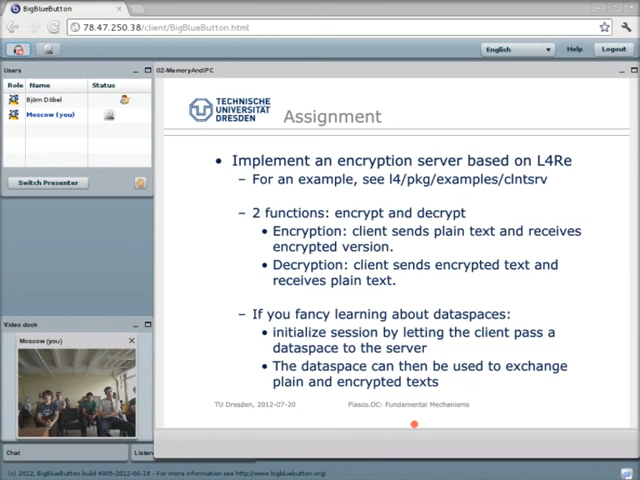 BigBlueButton
78.47.250.38/client/BigBlueButton.html
English
Help
Logout
Users
Role Name Status
Björn Döbel
Moscow (you)
Switch Presenter
Video dock
Moscow (you)
Chat
Listen
02-MemoryAndIPC
TECHNISCHE
UNIVERSITÄT
DRESDEN
Assignment
• Implement an encryption server based on L4Re
– For an example, see l4/pkg/examples/clntsrv
– 2 functions: encrypt and decrypt
• Encryption: client sends plain text and receives
encrypted version.
• Decryption: client sends encrypted text and
receives plain text.
– If you fancy learning about dataspaces:
• initialize session by letting the client pass a
dataspace to the server
• The dataspace can then be used to exchange
plain and encrypted texts
TU Dresden, 2012-07-20
Fiasco.OC: Fundamental Mechanisms
(c) 2012, BigBlueButton build 4005-2012-06-18 - For more information see http://www.bigbluebutton.org/.